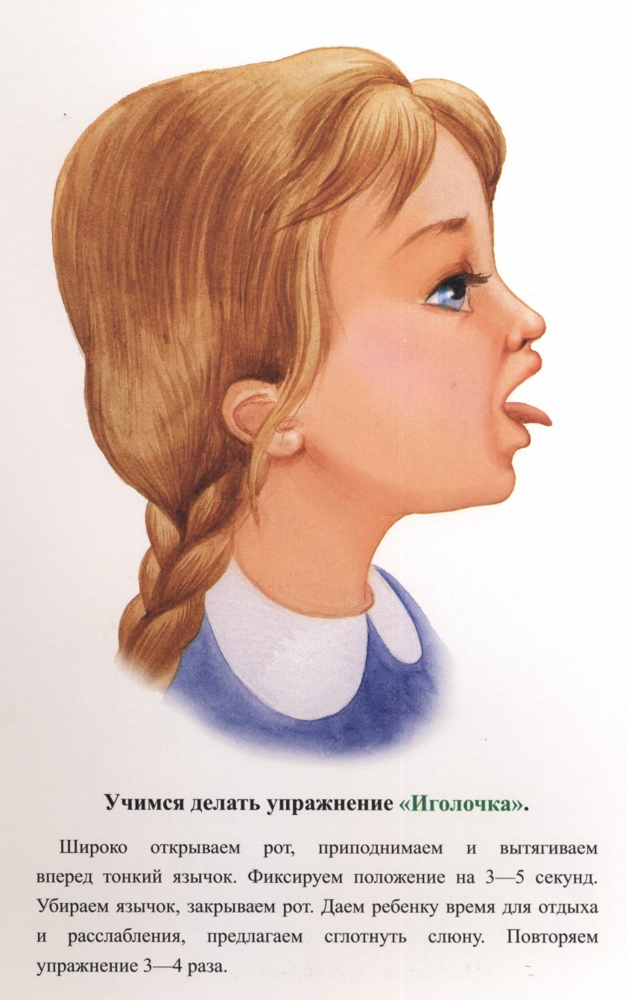 Учимся делать упражнение «Иголочка».
Широко открываем рот, приподнимаем и вытягиваем
вперед тонкий язычок. Фиксируем положение на 3—5 секунд.
Убираем язычок, закрываем рот. Даем ребенку время для отдыха
и расслабления, предлагаем сглотнуть слюну. Повторяем
упражнение 3—4 раза.